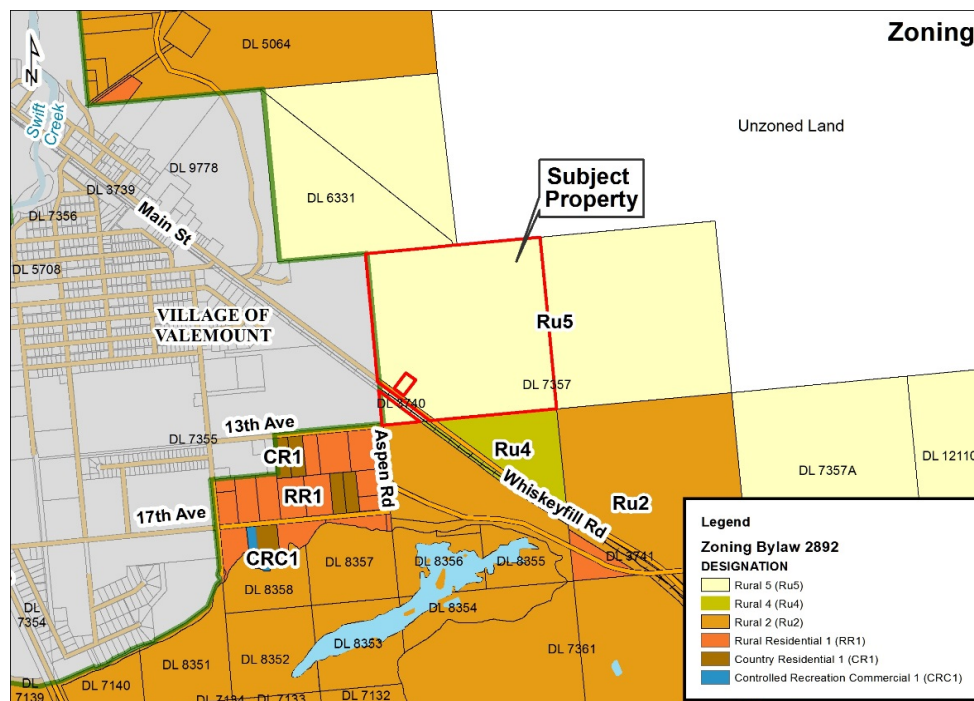 Zoning
DL 5064
N
Swift
Creek
Unzoned Land
DL 9778
DL 3739
DL 6331
Subject
Property
DL 7356
Main St
DL 5708
VILLAGE OF
VALEMOUNT
Ru5
DL 7357
DL 3740
13th Ave
DL 7355
CR1
Aspen Rd
Ru4
DL 7357A
DL 12110
RR1
Whiskeyfill Rd
Ru2
17th Ave
CRC1
DL 8357
DL 8356
DL 8355
DL 3741
DL 8358
DL 8354
DL
7354
DL 8353
DL 8352
DL 8351
DL 7361
DL 7140
DL
7139
DL 7133
DL 7132
Legend
Zoning Bylaw 2892
DESIGNATION
Rural 5 (Ru5)
Rural 4 (Ru4)
Rural 2 (Ru2)
Rural Residential 1 (RR1)
Country Residential 1 (CR1)
Controlled Recreation Commercial 1 (CRC1)